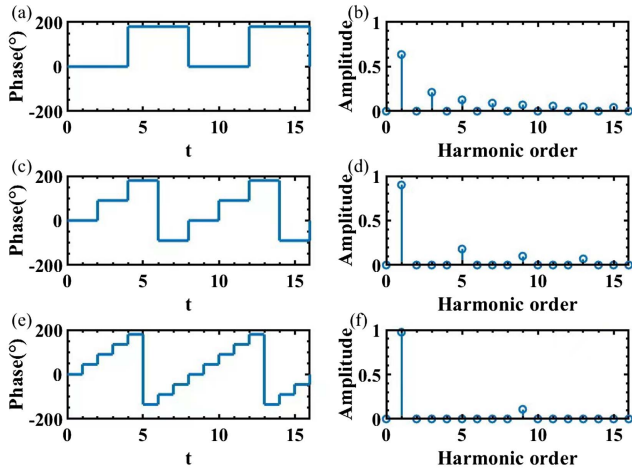 (a)
Phase(°)
200
0
-200
0 5 10 15
t
(b)
Amplitude
1
0.5
0
0 5 10 15
Harmonic order
(c)
Phase(°)
200
0
-200
0 5 10 15
t
(d)
Amplitude
1
0.5
0
0 5 10 15
Harmonic order
(e)
Phase(°)
200
0
-200
0 5 10 15
t
(f)
Amplitude
1
0.5
0
0 5 10 15
Harmonic order